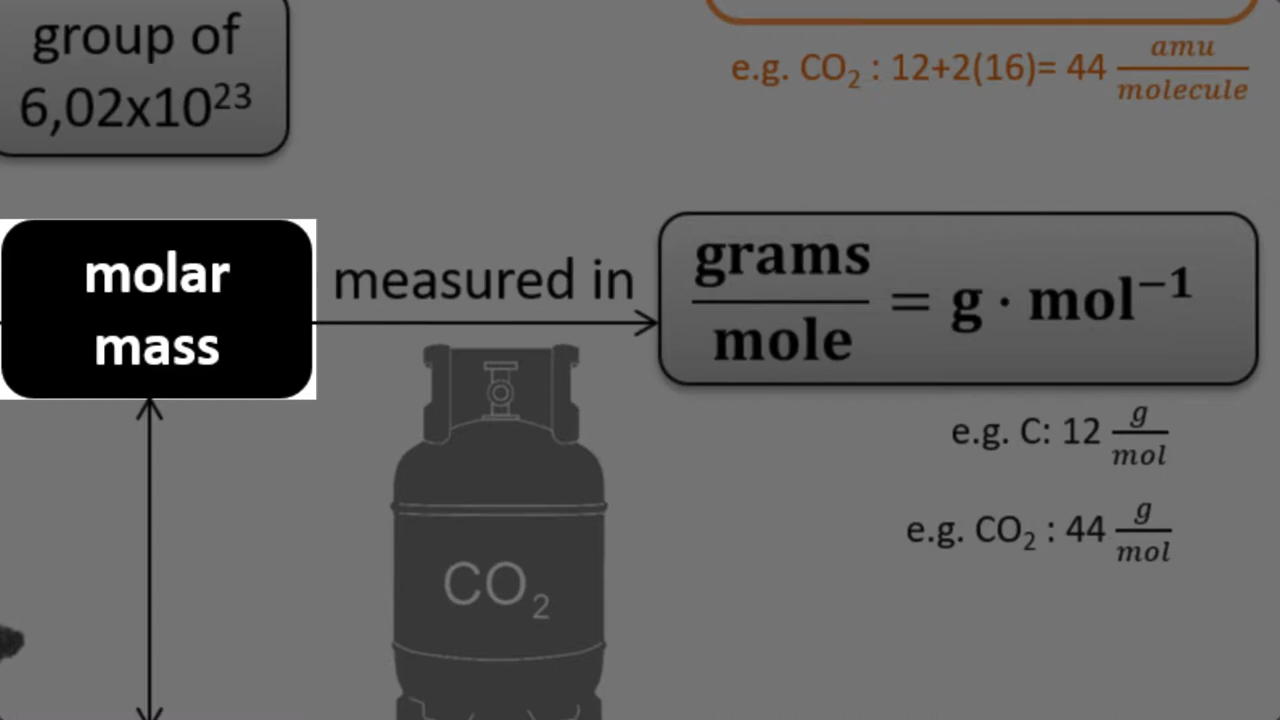 group of
6,02x10²³
e.g. CO₂ : 12+2(16)= 44 amu/molecule
molar
mass
measured in
grams/mole = g · mol⁻¹
e.g. C: 12 g/mol
e.g. CO₂ : 44 g/mol
CO₂